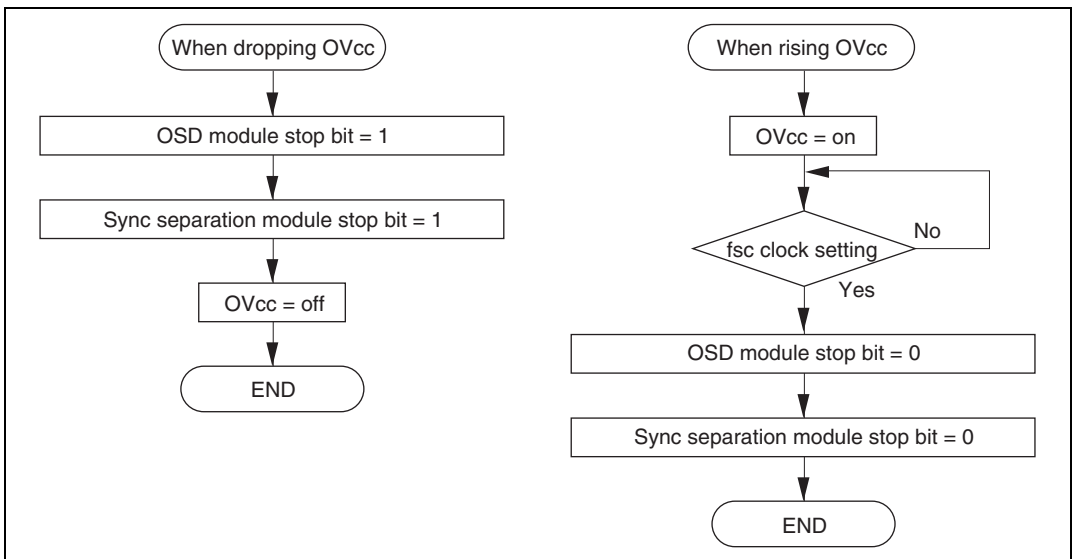 When dropping OVcc
OSD module stop bit = 1
Sync separation module stop bit = 1
OVcc = off
END
When rising OVcc
OVcc = on
fsc clock setting
No
Yes
OSD module stop bit = 0
Sync separation module stop bit = 0
END